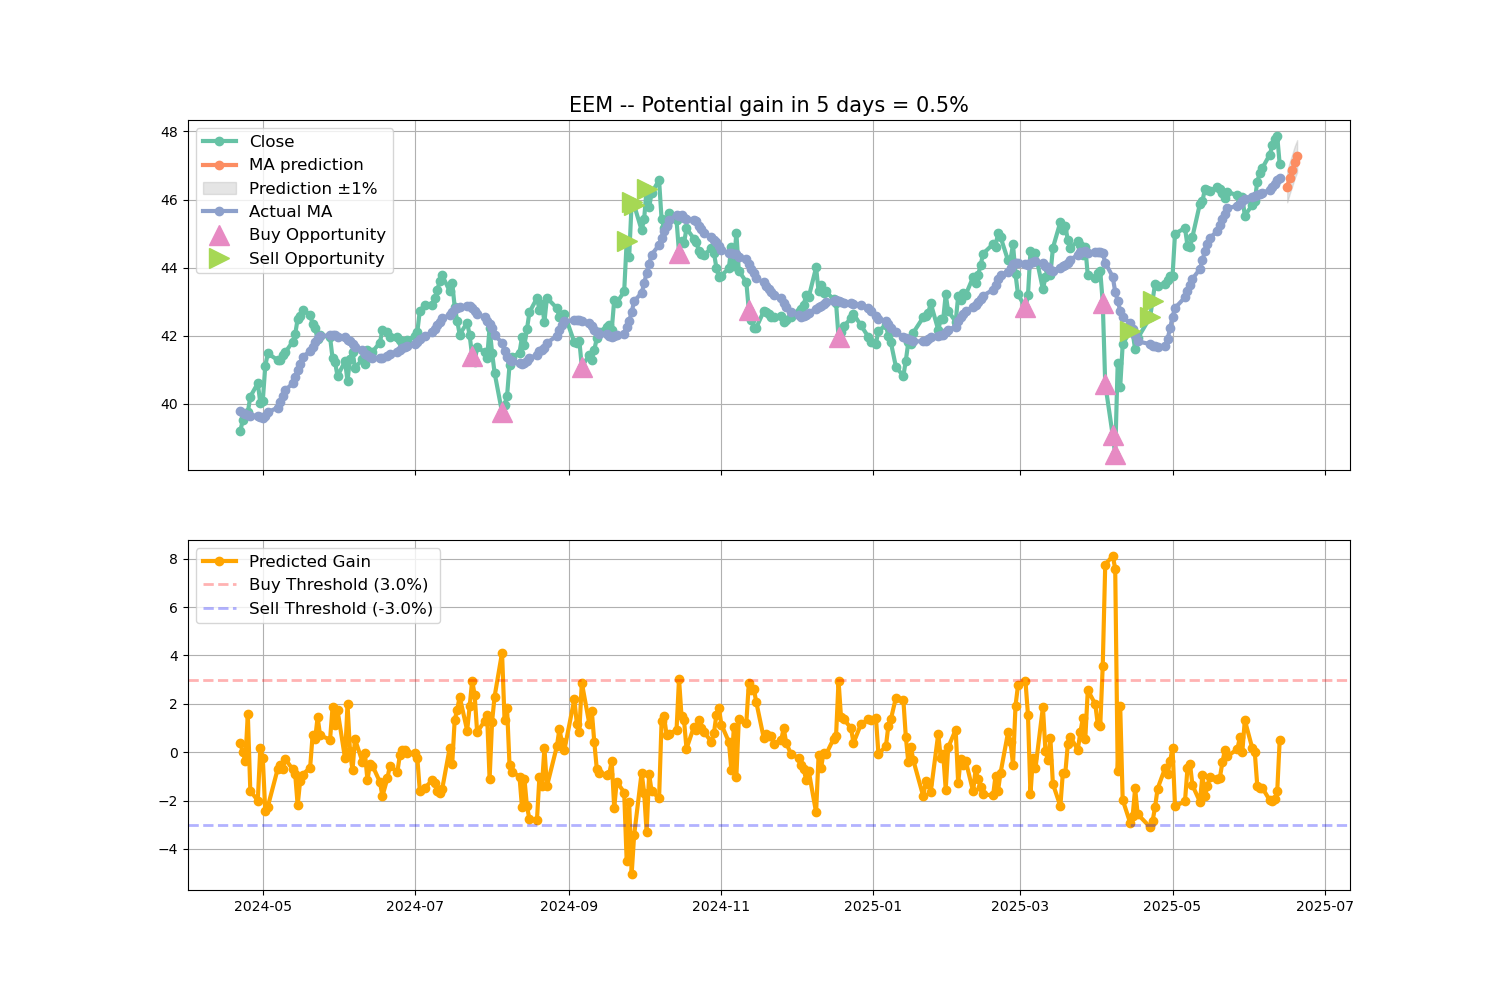 EEM -- Potential gain in 5 days = 0.5%
48
46
44
42
40
Close
MA prediction
Prediction ±1%
Actual MA
Buy Opportunity
Sell Opportunity
8
6
4
2
0
−2
−4
Predicted Gain
Buy Threshold (3.0%)
Sell Threshold (-3.0%)
2024-05
2024-07
2024-09
2024-11
2025-01
2025-03
2025-05
2025-07